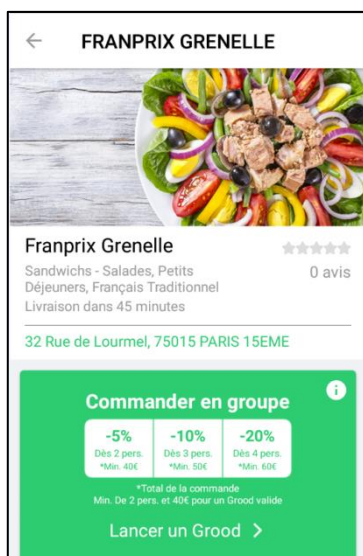 FRANPRIX GRENELLE
Franprix Grenelle
Sandwichs - Salades, Petits
Déjeuners, Français Traditionnel
0 avis
Livraison dans 45 minutes
32 Rue de Lourmel, 75015 PARIS 15EME
Commander en groupe
i
-5% -10% -20%
Dès 2 pers. Dès 3 pers. Dès 4 pers.
*Min. 40€ *Min. 50€ *Min. 60€
*Total de la commande
Min. De 2 pers. et 40€ pour un Grood valide
Lancer un Grood >